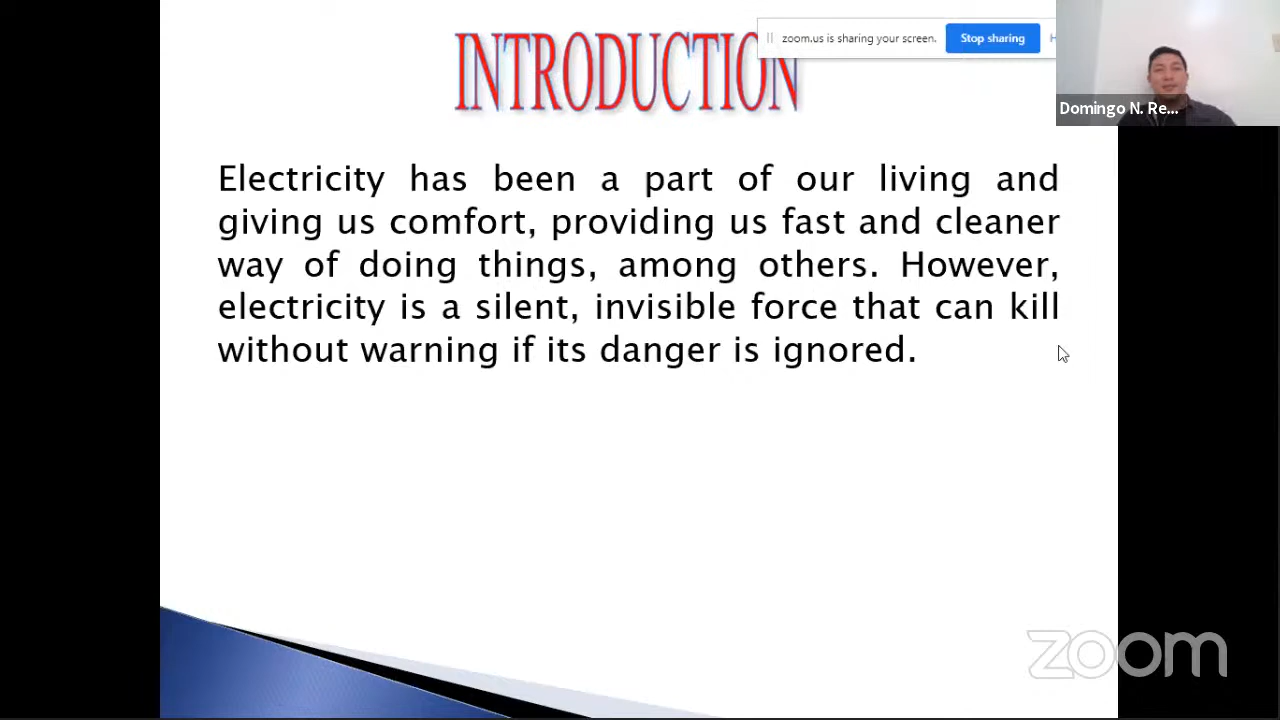 INTRODUCTION
zoom.us is sharing your screen.
Stop sharing
Domingo N. Re...
Electricity has been a part of our living and
giving us comfort, providing us fast and cleaner
way of doing things, among others. However,
electricity is a silent, invisible force that can kill
without warning if its danger is ignored.
zoom